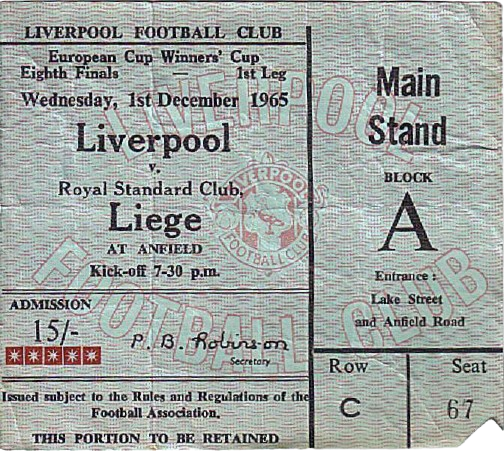 LIVERPOOL FOOTBALL CLUB
European Cup Winners' Cup
Eighth Finals — 1st Leg
Wednesday, 1st December 1965
Liverpool
v.
Royal Standard Club,
Liege
AT ANFIELD
Kick-off 7-30 p.m.
ADMISSION
15/-
P. B. Robinson
Secretary
Issued subject to the Rules and Regulations of the
Football Association.
THIS PORTION TO BE RETAINED
Main
Stand
BLOCK
A
Entrance :
Lake Street
and Anfield Road
Row Seat
C 67
LIVERPOOL
FOOTBALL CLUB
LIVERPOOL
FOOTBALL CLUB